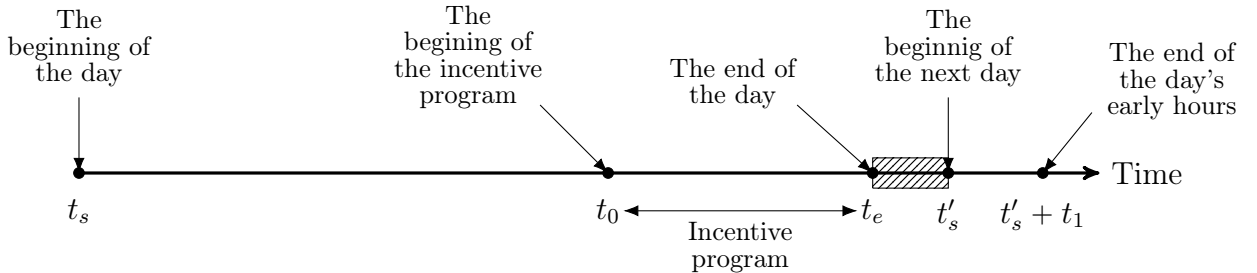 The
beginning of
the day
The
begining of
the incentive
program
The end of
the day
The
beginnig of
the next day
The end of
the day's
early hours
Time
t_s
t_0
t_e
t'_s
t'_s + t_1
Incentive
program